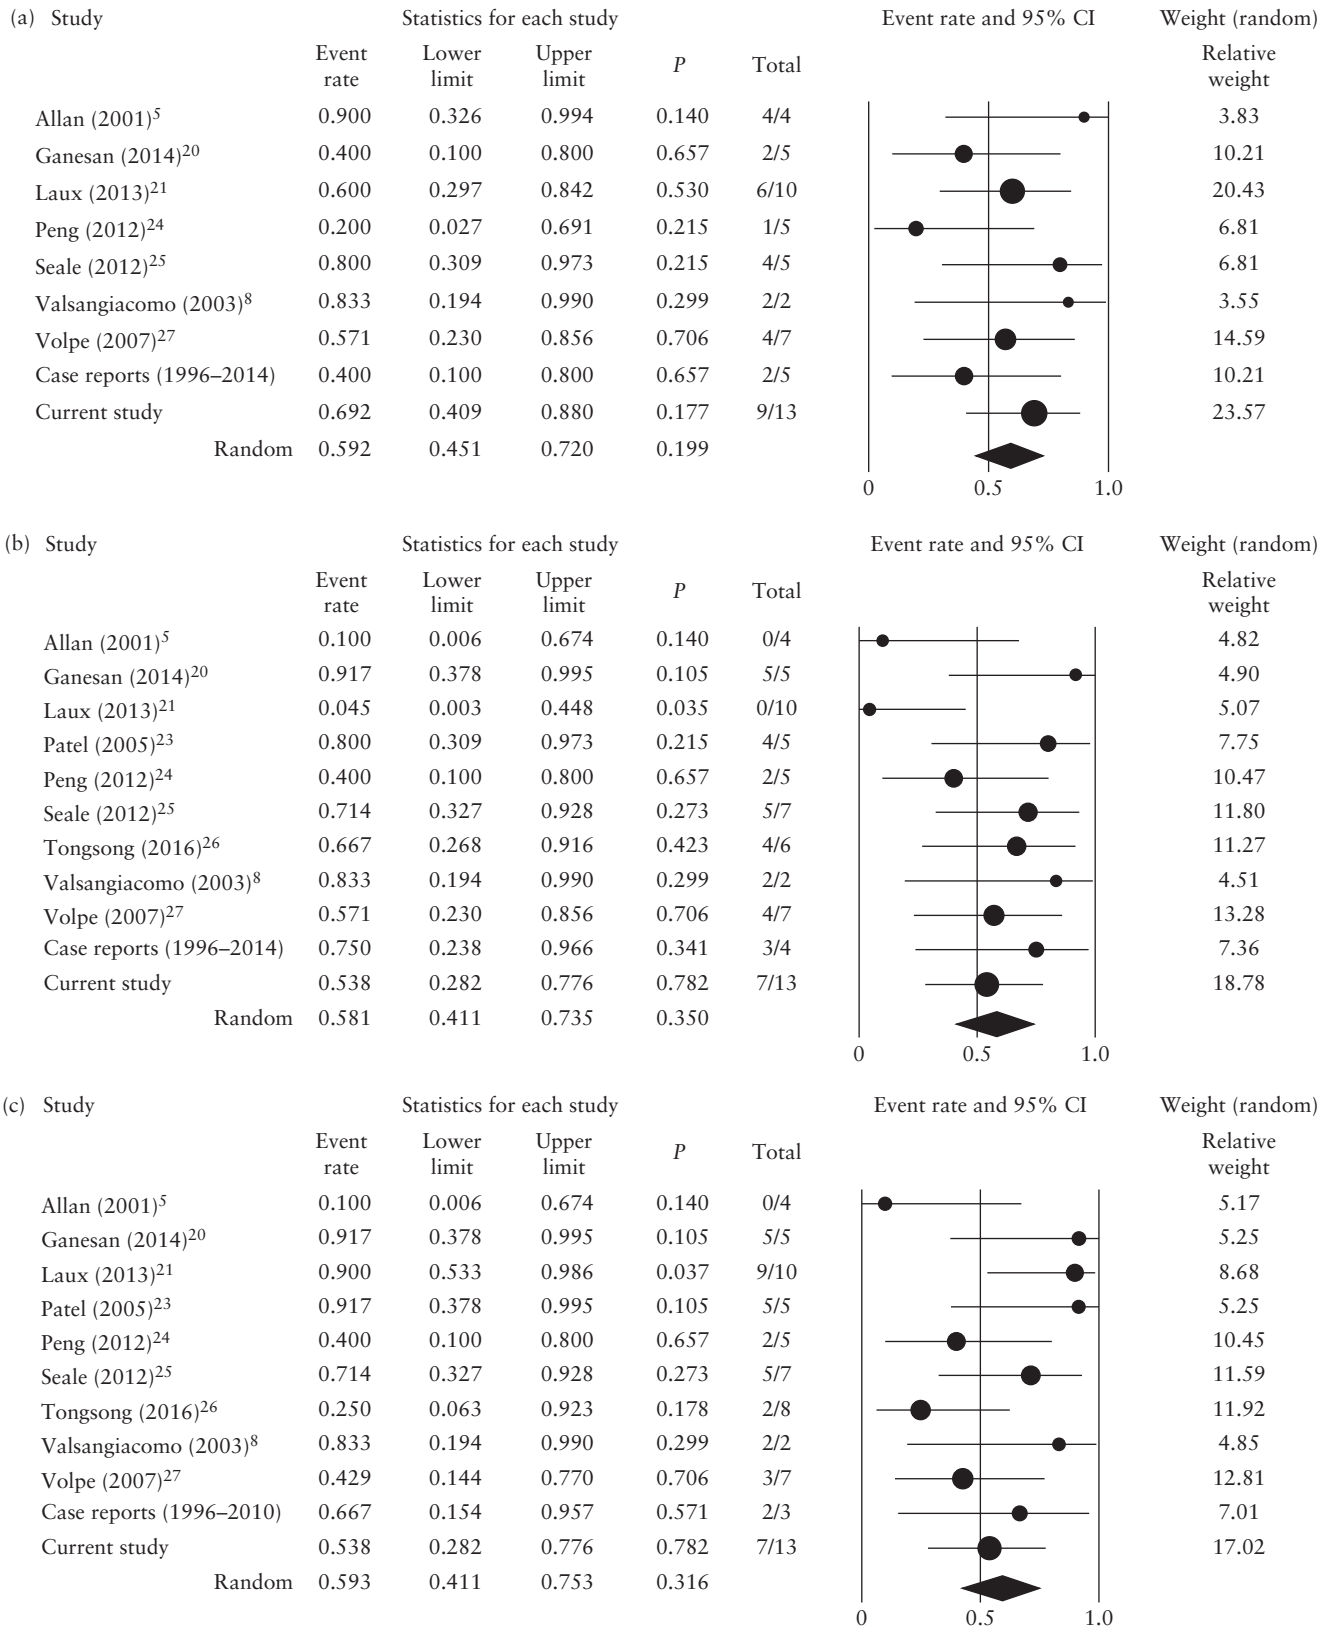 (a) Study Statistics for each study Event rate and 95% CI Weight (random)
Event rate Lower limit Upper limit P Total Relative weight
Allan (2001)5 0.900 0.326 0.994 0.140 4/4 3.83
Ganesan (2014)20 0.400 0.100 0.800 0.657 2/5 10.21
Laux (2013)21 0.600 0.297 0.842 0.530 6/10 20.43
Peng (2012)24 0.200 0.027 0.691 0.215 1/5 6.81
Seale (2012)25 0.800 0.309 0.973 0.215 4/5 6.81
Valsangiacomo (2003)8 0.833 0.194 0.990 0.299 2/2 3.55
Volpe (2007)27 0.571 0.230 0.856 0.706 4/7 14.59
Case reports (1996–2014) 0.400 0.100 0.800 0.657 2/5 10.21
Current study 0.692 0.409 0.880 0.177 9/13 23.57
Random 0.592 0.451 0.720 0.199
0 0.5 1.0
(b) Study Statistics for each study Event rate and 95% CI Weight (random)
Event rate Lower limit Upper limit P Total Relative weight
Allan (2001)5 0.100 0.006 0.674 0.140 0/4 4.82
Ganesan (2014)20 0.917 0.378 0.995 0.105 5/5 4.90
Laux (2013)21 0.045 0.003 0.448 0.035 0/10 5.07
Patel (2005)23 0.800 0.309 0.973 0.215 4/5 7.75
Peng (2012)24 0.400 0.100 0.800 0.657 2/5 10.47
Seale (2012)25 0.714 0.327 0.928 0.273 5/7 11.80
Tongsong (2016)26 0.667 0.268 0.916 0.423 4/6 11.27
Valsangiacomo (2003)8 0.833 0.194 0.990 0.299 2/2 4.51
Volpe (2007)27 0.571 0.230 0.856 0.706 4/7 13.28
Case reports (1996–2014) 0.750 0.238 0.966 0.341 3/4 7.36
Current study 0.538 0.282 0.776 0.782 7/13 18.78
Random 0.581 0.411 0.735 0.350
0 0.5 1.0
(c) Study Statistics for each study Event rate and 95% CI Weight (random)
Event rate Lower limit Upper limit P Total Relative weight
Allan (2001)5 0.100 0.006 0.674 0.140 0/4 5.17
Ganesan (2014)20 0.917 0.378 0.995 0.105 5/5 5.25
Laux (2013)21 0.900 0.533 0.986 0.037 9/10 8.68
Patel (2005)23 0.917 0.378 0.995 0.105 5/5 5.25
Peng (2012)24 0.400 0.100 0.800 0.657 2/5 10.45
Seale (2012)25 0.714 0.327 0.928 0.273 5/7 11.59
Tongsong (2016)26 0.250 0.063 0.923 0.178 2/8 11.92
Valsangiacomo (2003)8 0.833 0.194 0.990 0.299 2/2 4.85
Volpe (2007)27 0.429 0.144 0.770 0.706 3/7 12.81
Case reports (1996–2010) 0.667 0.154 0.957 0.571 2/3 7.01
Current study 0.538 0.282 0.776 0.782 7/13 17.02
Random 0.593 0.411 0.753 0.316
0 0.5 1.0